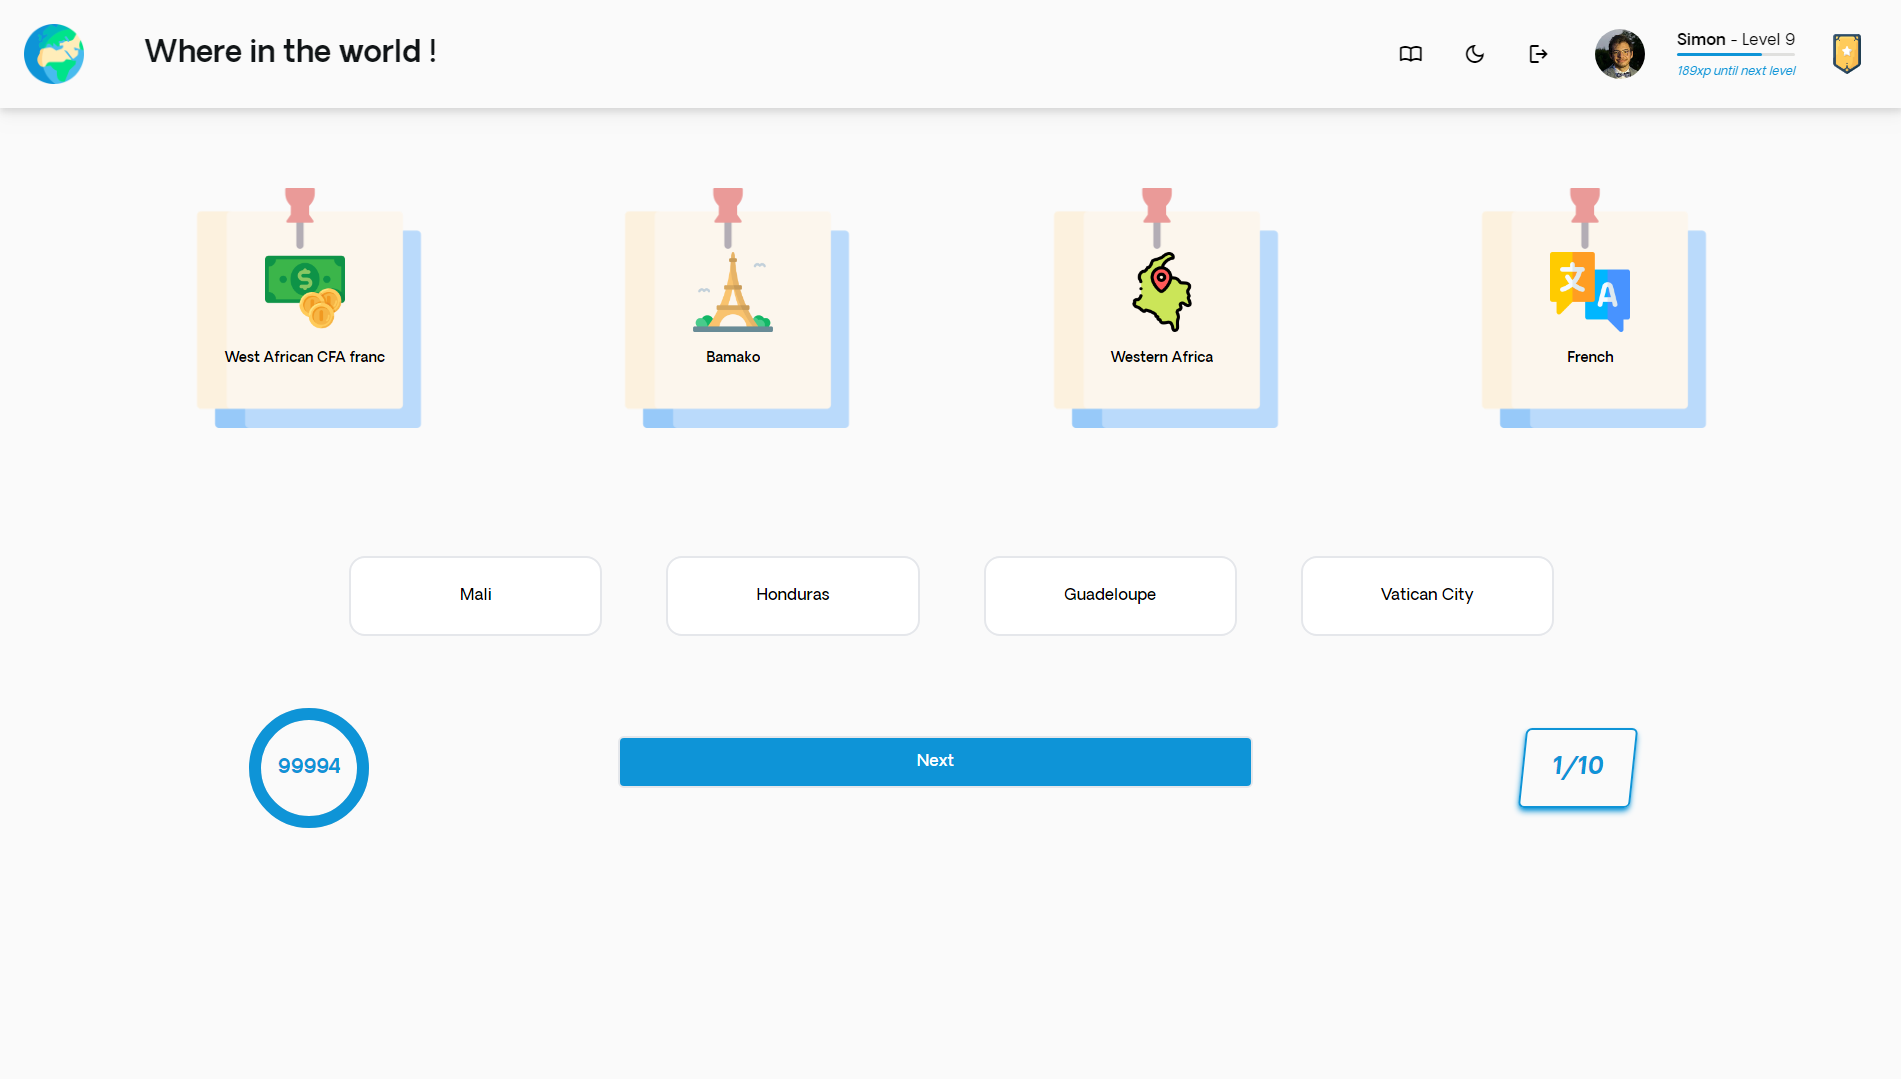 Where in the world !
Simon - Level 9
189xp until next level
West African CFA franc
Bamako
Western Africa
French
Mali
Honduras
Guadeloupe
Vatican City
99994
Next
1/10